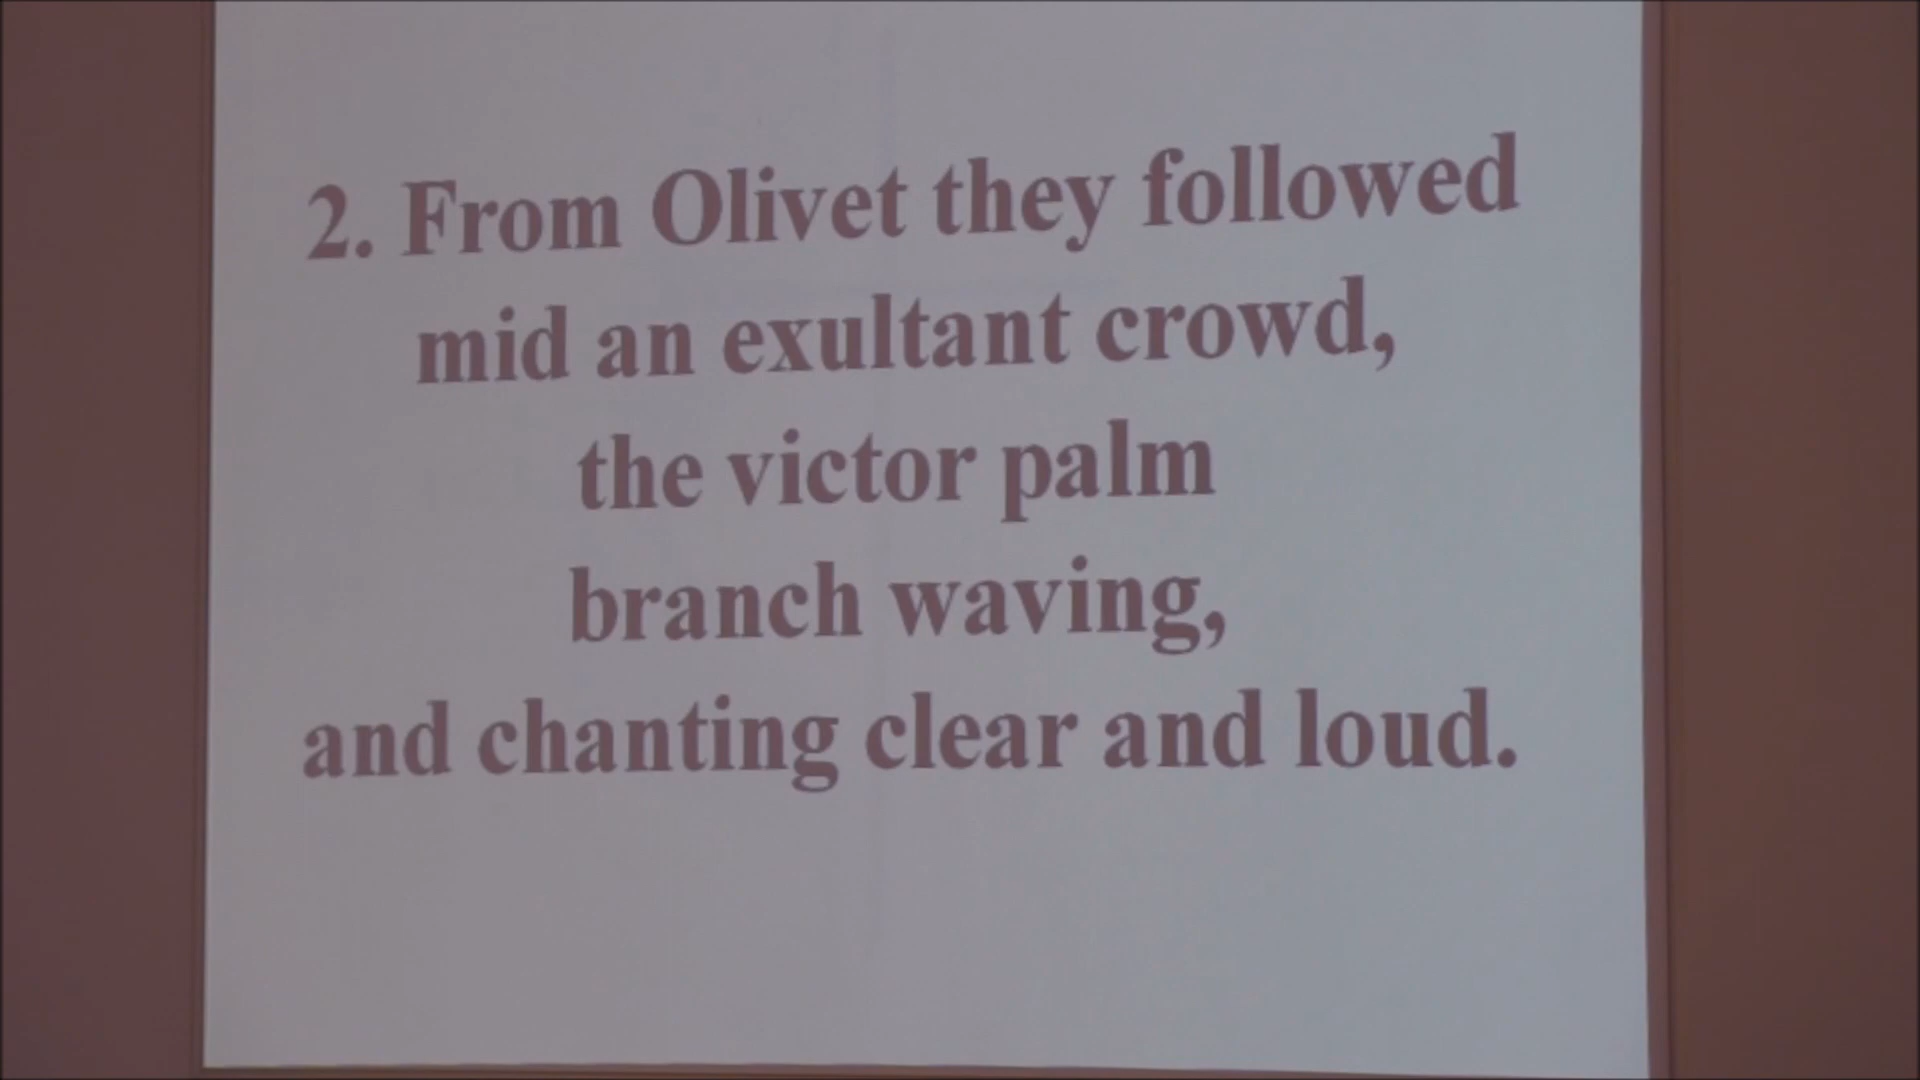 2. From Olivet they followed
mid an exultant crowd,
the victor palm
branch waving,
and chanting clear and loud.